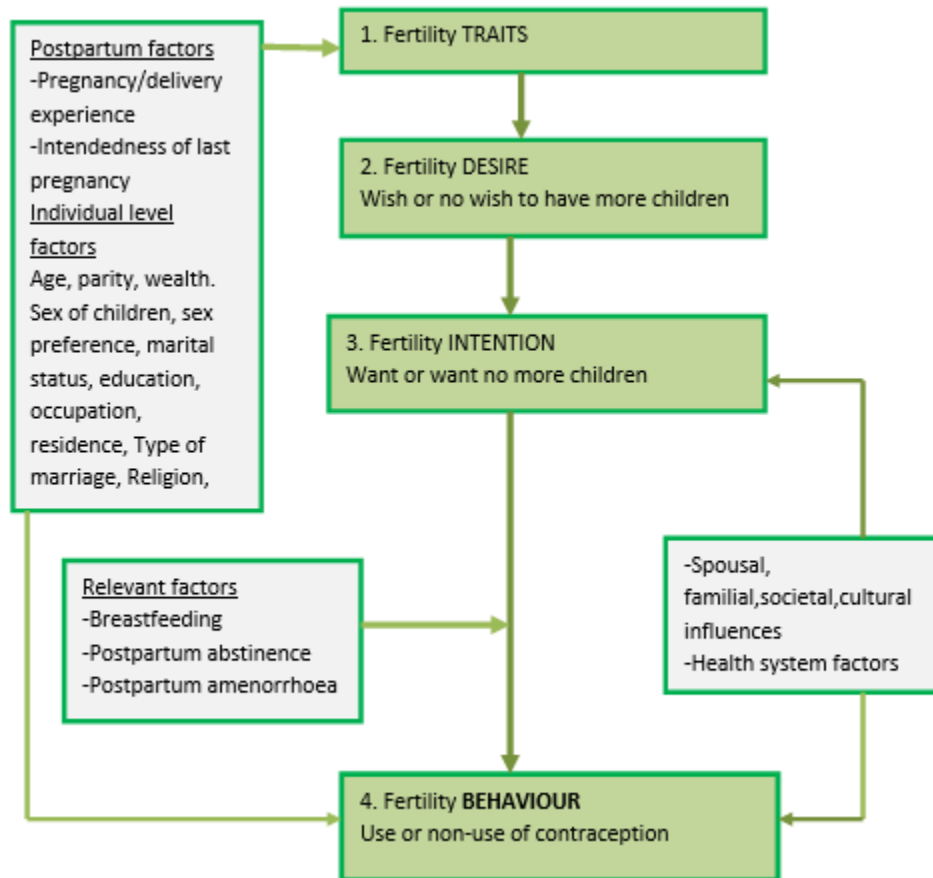 Postpartum factors
-Pregnancy/delivery
experience
-Intendedness of last
pregnancy
Individual level
factors
Age, parity, wealth.
Sex of children, sex
preference, marital
status, education,
occupation,
residence, Type of
marriage, Religion,
1. Fertility TRAITS
2. Fertility DESIRE
Wish or no wish to have more children
3. Fertility INTENTION
Want or want no more children
Relevant factors
-Breastfeeding
-Postpartum abstinence
-Postpartum amenorrhoea
-Spousal,
familial,societal,cultural
influences
-Health system factors
4. Fertility BEHAVIOUR
Use or non-use of contraception